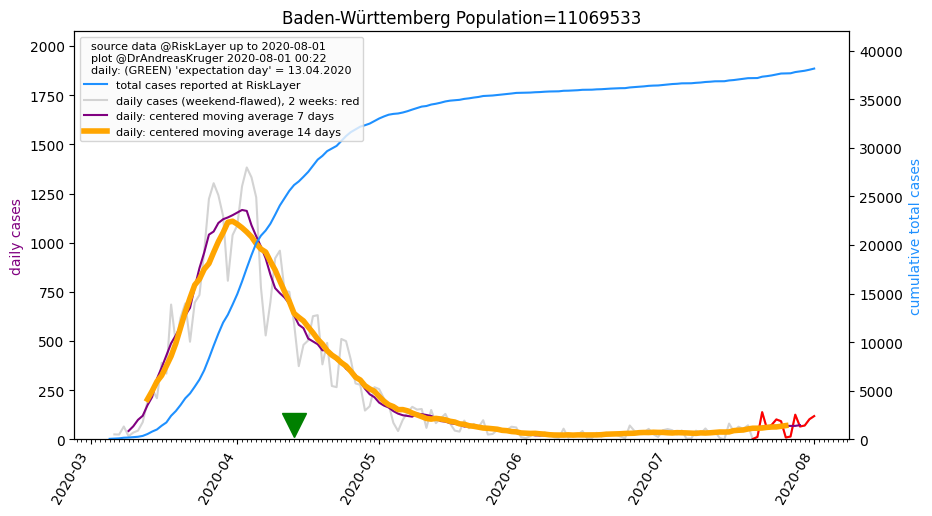 Baden-Württemberg Population=11069533
source data @RiskLayer up to 2020-08-01
plot @DrAndreasKruger 2020-08-01 00:22
daily: (GREEN) 'expectation day' = 13.04.2020
total cases reported at RiskLayer
daily cases (weekend-flawed), 2 weeks: red
daily: centered moving average 7 days
daily: centered moving average 14 days
daily cases
2000
1750
1500
1250
1000
750
500
250
0
cumulative total cases
40000
35000
30000
25000
20000
15000
10000
5000
0
2020-03
2020-04
2020-05
2020-06
2020-07
2020-08